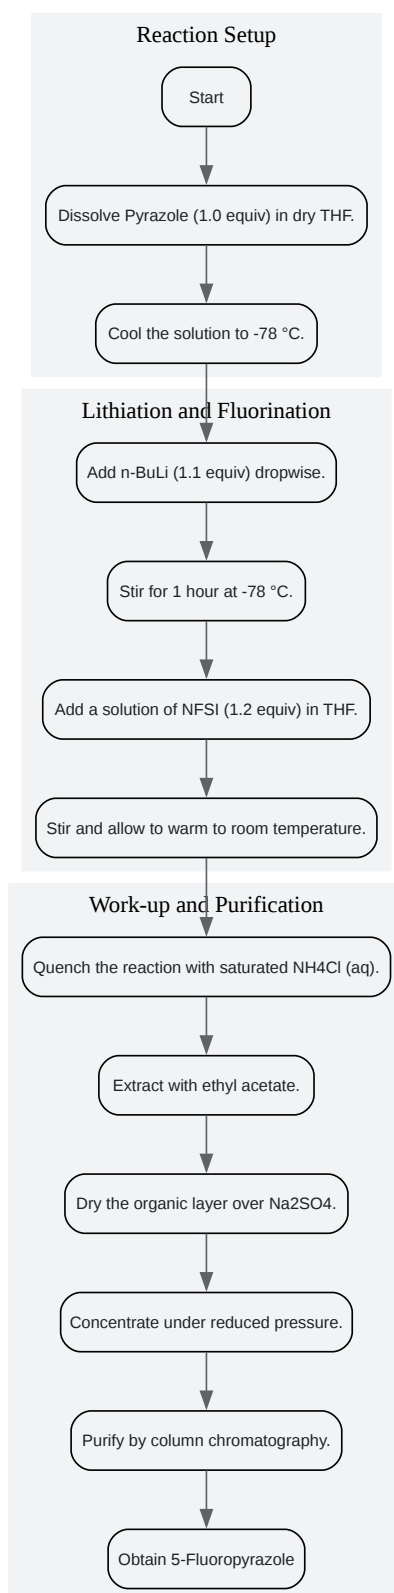 Reaction Setup
Start
Dissolve Pyrazole (1.0 equiv) in dry THF.
Cool the solution to -78 °C.
Lithiation and Fluorination
Add n-BuLi (1.1 equiv) dropwise.
Stir for 1 hour at -78 °C.
Add a solution of NFSI (1.2 equiv) in THF.
Stir and allow to warm to room temperature.
Work-up and Purification
Quench the reaction with saturated NH4Cl (aq).
Extract with ethyl acetate.
Dry the organic layer over Na2SO4.
Concentrate under reduced pressure.
Purify by column chromatography.
Obtain 5-Fluoropyrazole